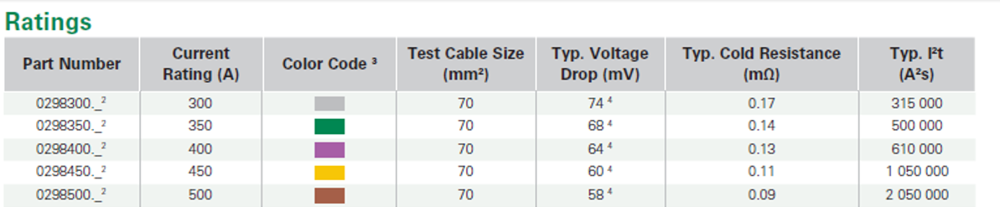 Ratings
Part Number Current Rating (A) Color Code ³ Test Cable Size (mm²) Typ. Voltage Drop (mV) Typ. Cold Resistance (mΩ) Typ. I²t (A²s)
0298300._² 300 70 74 ⁴ 0.17 315 000
0298350._² 350 70 68 ⁴ 0.14 500 000
0298400._² 400 70 64 ⁴ 0.13 610 000
0298450._² 450 70 60 ⁴ 0.11 1 050 000
0298500._² 500 70 58 ⁴ 0.09 2 050 000